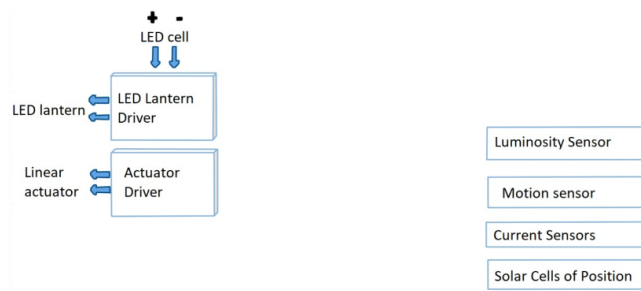 + -
LED cell
LED Lantern
Driver
LED lantern
Actuator
Driver
Linear
actuator
Luminosity Sensor
Motion sensor
Current Sensors
Solar Cells of Position